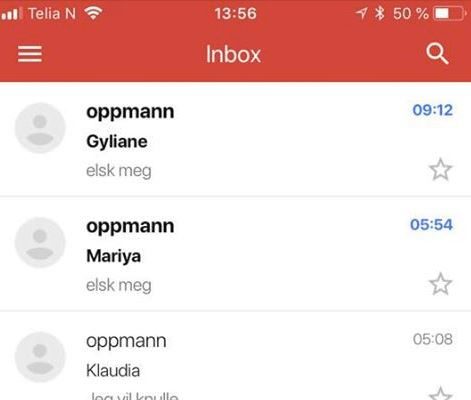 Telia N 13:56 50 %
Inbox
oppmann 09:12
Gyliane
elsk meg
oppmann 05:54
Mariya
elsk meg
oppmann 05:08
Klaudia
Jeg vil knulle